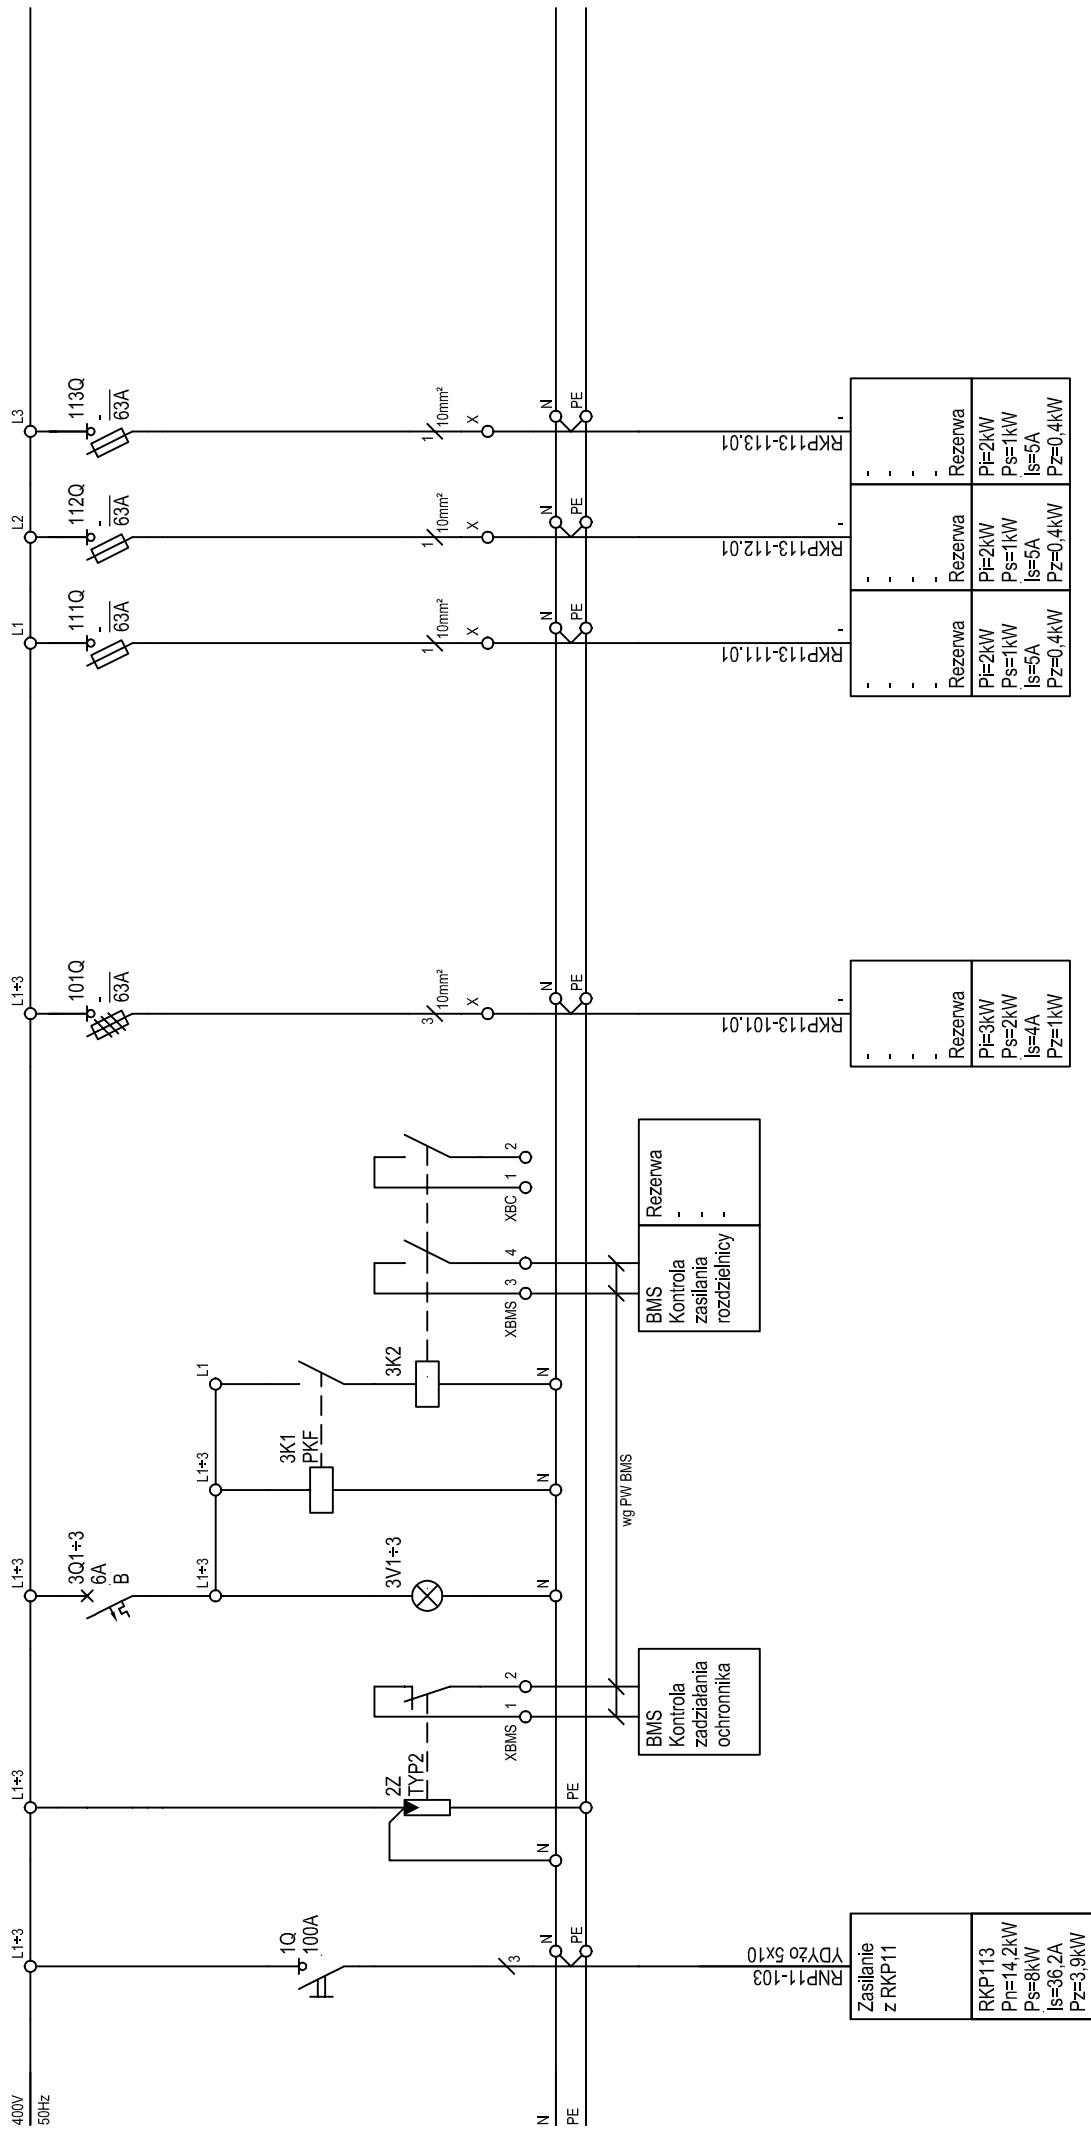 400V
50Hz
N
PE
L1÷3
1Q
100A
3
N
PE
RNP11-103
YDYżo 5x10
Zasilanie
z RKP11
RKP113
Pn=14,2kW
Ps=8kW
Is=36,2A
Pz=3,9kW
L1÷3
2Z
TYP2
N
PE
XBMS
1
2
BMS
Kontrola
zadziałania
ochronnika
L1÷3
3Q1÷3
6A
B
L1÷3
3V1÷3
N
L1÷3
3K1
PKF
N
L1
3K2
N
wg PW BMS
XBMS
3
4
BMS
Kontrola
zasilania
rozdzielnicy
XBC
1
2
Rezerwa
-
-
-
L1÷3
101Q
-
63A
3
10mm²
X
N
PE
RKP113-101.01
-
-
-
-
-
Rezerwa
Pi=3kW
Ps=2kW
Is=4A
Pz=1kW
L1
111Q
-
63A
1
10mm²
X
N
PE
RKP113-111.01
-
-
-
-
-
Rezerwa
Pi=2kW
Ps=1kW
Is=5A
Pz=0,4kW
L2
112Q
-
63A
1
10mm²
X
N
PE
RKP113-112.01
-
-
-
-
-
Rezerwa
Pi=2kW
Ps=1kW
Is=5A
Pz=0,4kW
L3
113Q
-
63A
1
10mm²
X
N
PE
RKP113-113.01
-
-
-
-
-
Rezerwa
Pi=2kW
Ps=1kW
Is=5A
Pz=0,4kW